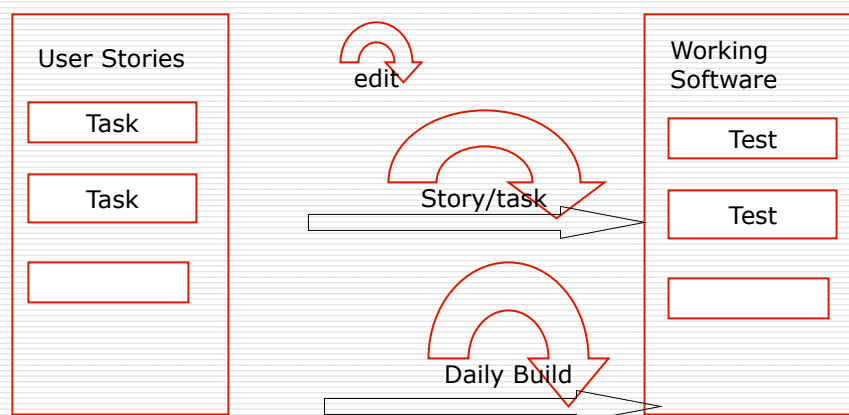 User Stories
Task
Task
edit
Story/task
Daily Build
Working
Software
Test
Test